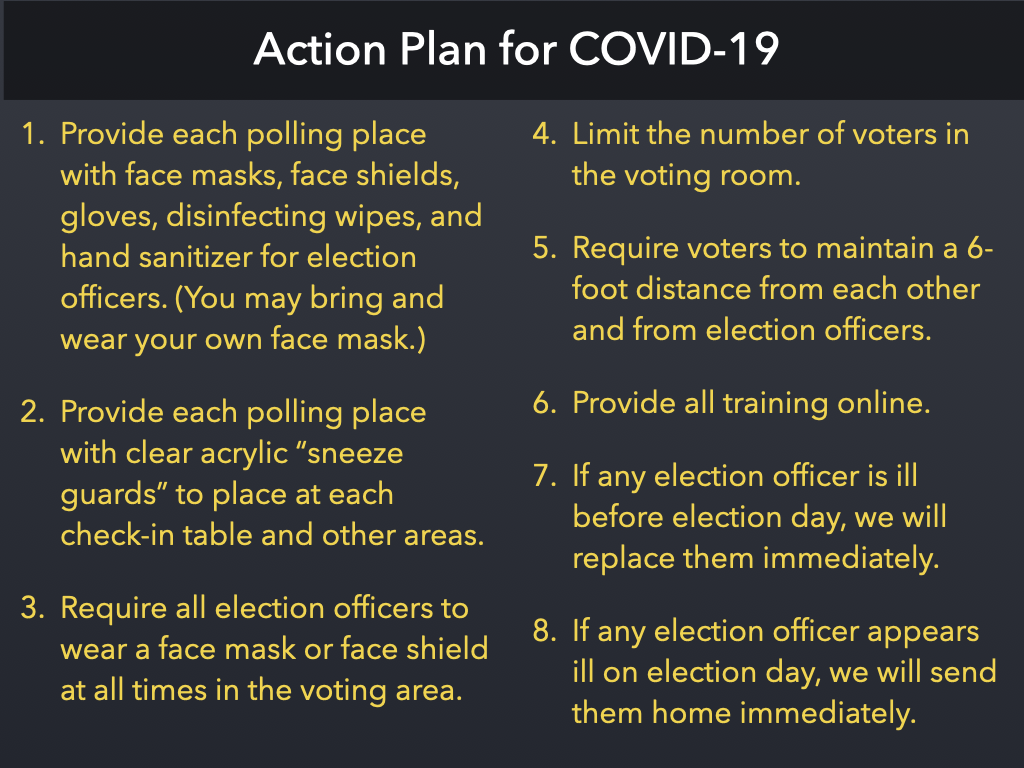 Action Plan for COVID-19
1. Provide each polling place
with face masks, face shields,
gloves, disinfecting wipes, and
hand sanitizer for election
officers. (You may bring and
wear your own face mask.)
2. Provide each polling place
with clear acrylic “sneeze
guards” to place at each
check-in table and other areas.
3. Require all election officers to
wear a face mask or face shield
at all times in the voting area.
4. Limit the number of voters in
the voting room.
5. Require voters to maintain a 6-
foot distance from each other
and from election officers.
6. Provide all training online.
7. If any election officer is ill
before election day, we will
replace them immediately.
8. If any election officer appears
ill on election day, we will send
them home immediately.